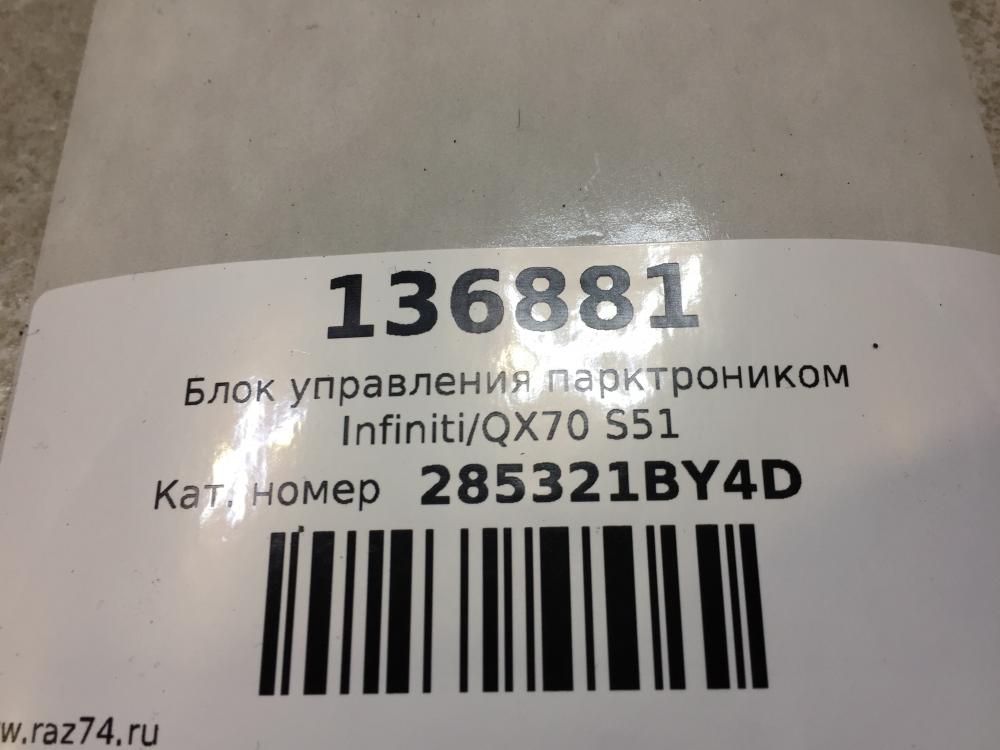 136881
Блок управления парктроником
Infiniti/QX70 S51
Кат. номер 285321BY4D
w.raz74.ru